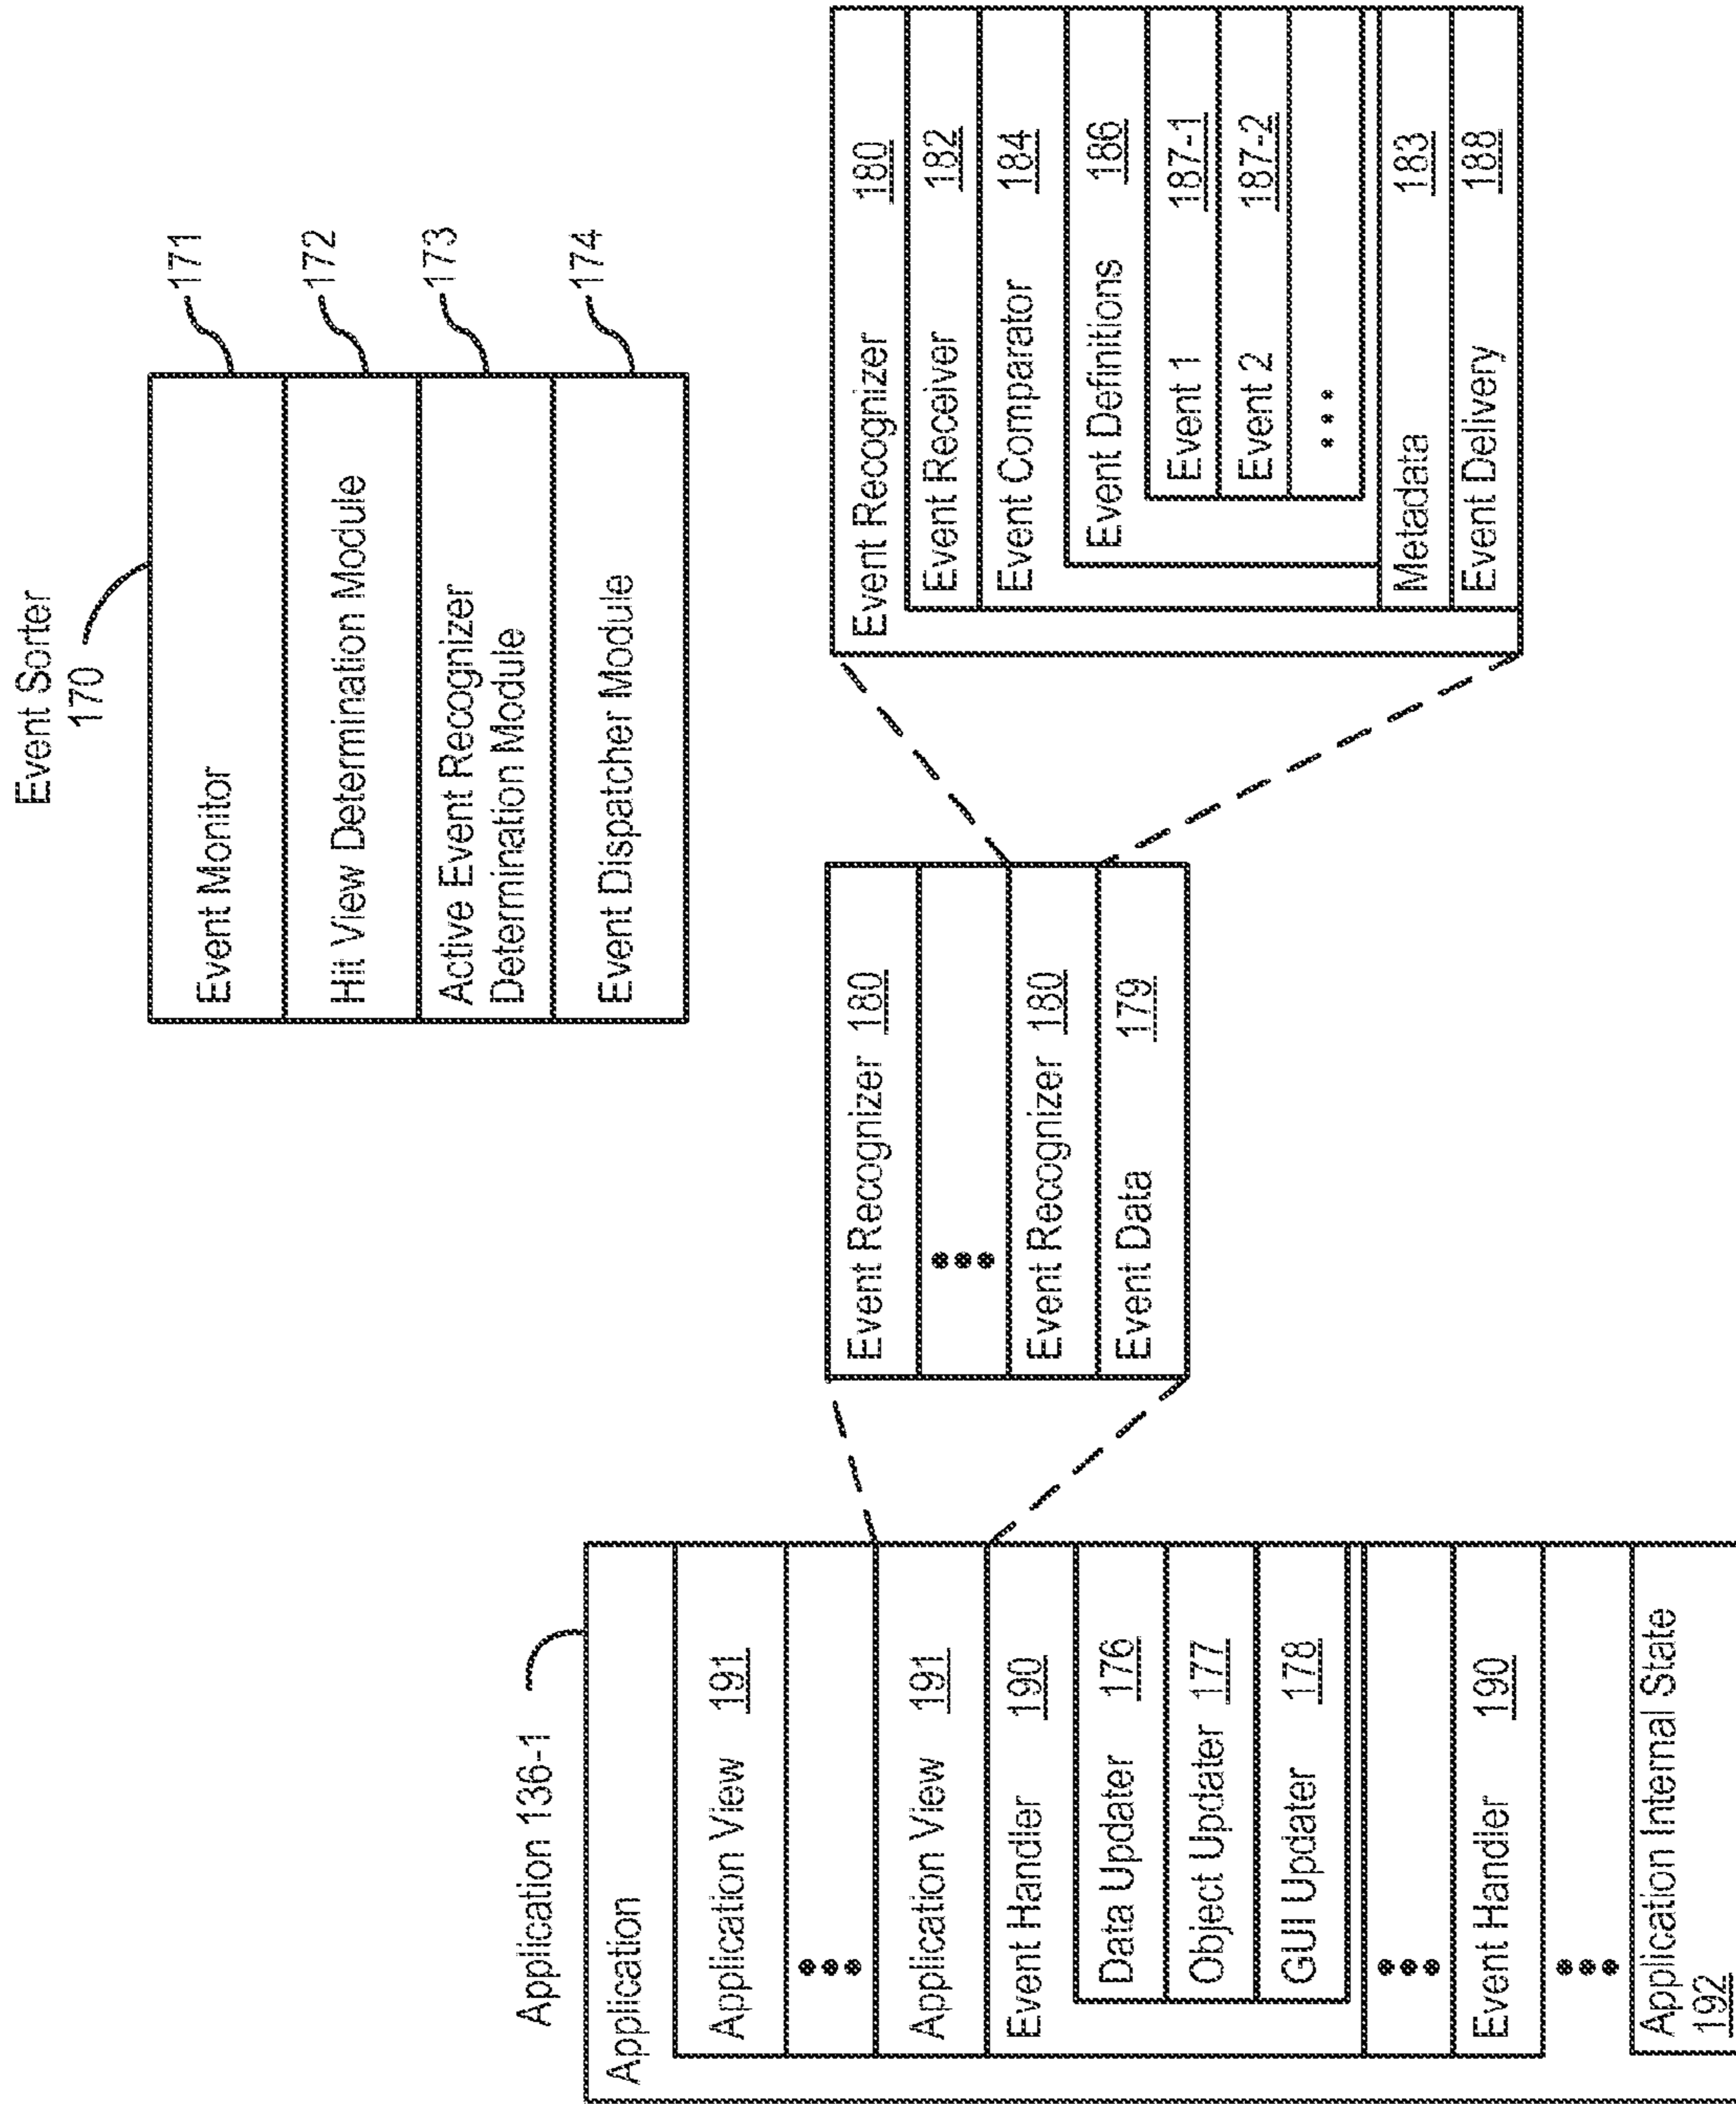 Event Sorter
170
Event Monitor
171
Hit View Determination Module
172
Active Event Recognizer
Determination Module
173
Event Dispatcher Module
174
Application 136-1
Application
Application View 191
•••
Application View 191
Event Handler 190
Data Updater 176
Object Updater 177
GUI Updater 178
•••
Event Handler 190
•••
Application Internal State
192
Event Recognizer 180
•••
Event Recognizer 180
Event Data 179
Event Recognizer 180
Event Receiver 182
Event Comparator 184
Event Definitions 186
Event 1 187-1
Event 2 187-2
•••
Metadata 183
Event Delivery 188